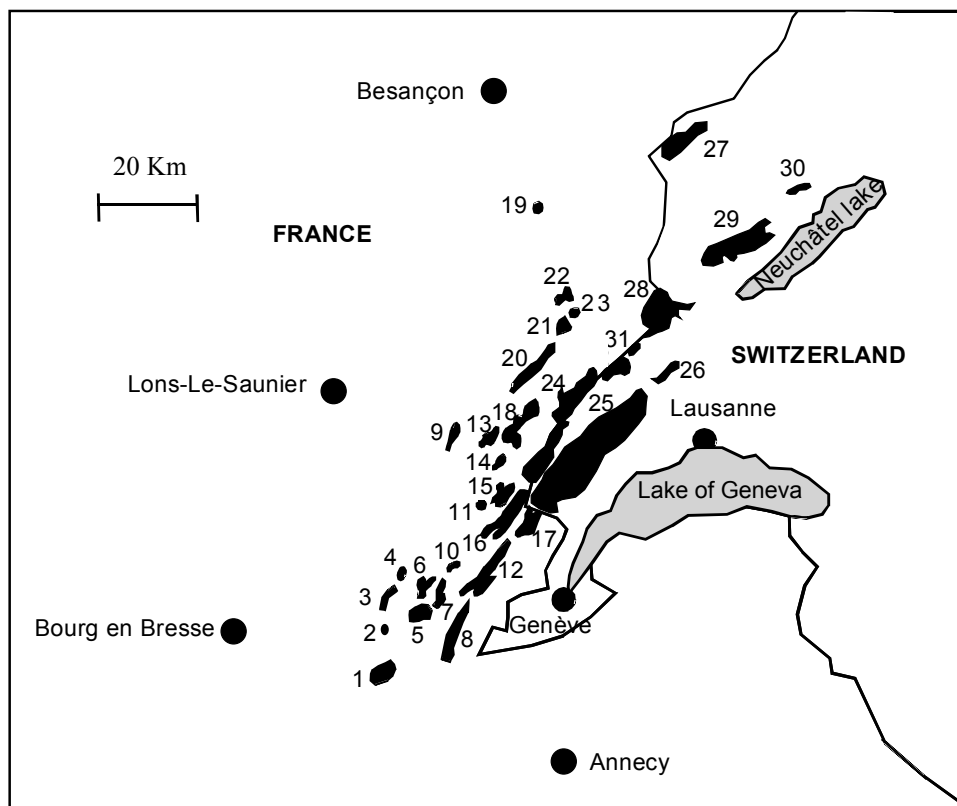 Besançon
27
20 Km
30
19
29
FRANCE
Neuchâtel lake
22
28
23
21
31
SWITZERLAND
20
26
Lons-Le-Saunier
24
25
Lausanne
18
13
9
14
15
Lake of Geneva
11
16
17
10
4
6
12
3
7
Bourg en Bresse
2
5
8
Genève
1
Annecy